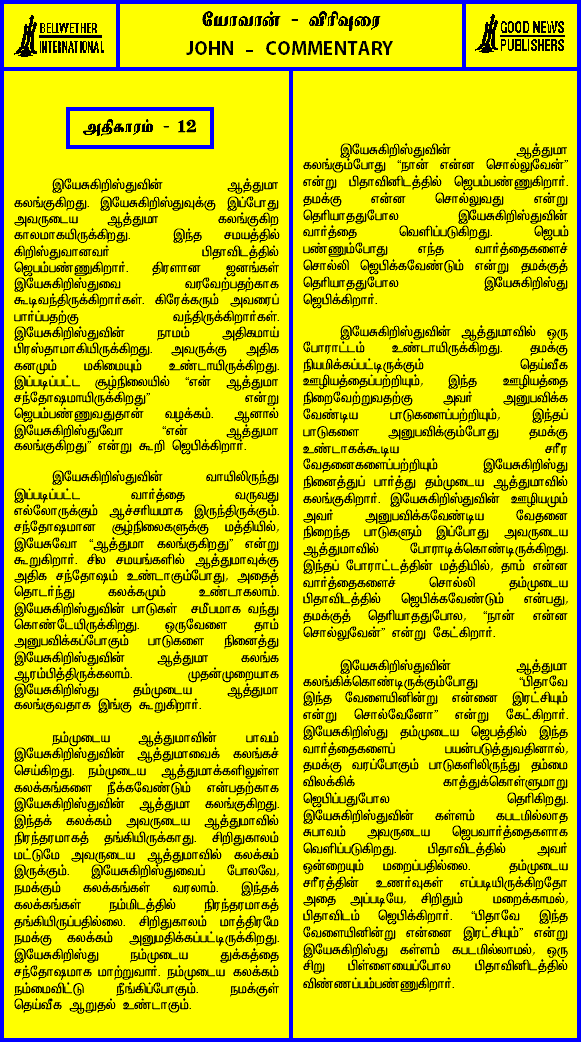 BELWETHER
INTERNATIONAL
யோவான் - விரிவுரை
JOHN - COMMENTARY
GOOD NEWS
PUBLISHERS
அதிகாரம் - 12
இயேசுகிறிஸ்துவின் ஆத்துமா
கலங்குகிறது. இயேசுகிறிஸ்துவுக்கு இப்போது
அவருடைய ஆத்துமா கலங்குகிற
காலமாகயிருக்கிறது. இந்த சமயத்தில்
கிறிஸ்துவானவர் பிதாவிடத்தில்
ஜெபம்பண்ணுகிறார். திரளான ஜனங்கள்
இயேசுகிறிஸ்துவை வரவேற்பதற்காக
கூடிவந்திருக்கிறார்கள். கிரேக்கரும் அவரைப்
பார்ப்பதற்கு வந்திருக்கிறார்கள்.
இயேசுகிறிஸ்துவின் நாமம் அதிகமாய்
பிரஸ்தாமாகியிருக்கிறது. அவருக்கு அதிக
கனமும் மகிமையும் உண்டாயிருக்கிறது.
இப்படிப்பட்ட சூழ்நிலையில் “என் ஆத்துமா
சந்தோஷமாயிருக்கிறது” என்று
ஜெபம்பண்ணுவதுதான் வழக்கம். ஆனால்
இயேசுகிறிஸ்துவோ “என் ஆத்துமா
கலங்குகிறது” என்று கூறி ஜெபிக்கிறார்.
இயேசுகிறிஸ்துவின் வாயிலிருந்து
இப்படிப்பட்ட வார்த்தை வருவது
எல்லோருக்கும் ஆச்சரியமாக இருந்திருக்கும்.
சந்தோஷமான சூழ்நிலைகளுக்கு மத்தியில்,
இயேசுவோ “ஆத்துமா கலங்குகிறது” என்று
கூறுகிறார். சில சமயங்களில் ஆத்துமாவுக்கு
அதிக சந்தோஷம் உண்டாகும்போது, அதைத்
தொடர்ந்து கலக்கமும் உண்டாகலாம்.
இயேசுகிறிஸ்துவின் பாடுகள் சமீபமாக வந்து
கொண்டேயிருக்கிறது. ஒருவேளை தாம்
அனுபவிக்கப்போகும் பாடுகளை நினைத்து
இயேசுகிறிஸ்துவின் ஆத்துமா கலங்க
ஆரம்பித்திருக்கலாம். முதன்முறையாக
இயேசுகிறிஸ்து தம்முடைய ஆத்துமா
கலங்குவதாக இங்கு கூறுகிறார்.
நம்முடைய ஆத்துமாவின் பாவம்
இயேசுகிறிஸ்துவின் ஆத்துமாவைக் கலங்கச்
செய்கிறது. நம்முடைய ஆத்துமாக்களிலுள்ள
கலக்கங்களை நீக்கவேண்டும் என்பதற்காக
இயேசுகிறிஸ்துவின் ஆத்துமா கலங்குகிறது.
இந்தக் கலக்கம் அவருடைய ஆத்துமாவில்
நிரந்தரமாகத் தங்கியிருக்காது. சிறிதுகாலம்
மட்டுமே அவருடைய ஆத்துமாவில் கலக்கம்
இருக்கும். இயேசுகிறிஸ்துவைப் போலவே,
நமக்கும் கலக்கங்கள் வரலாம். இந்தக்
கலக்கங்கள் நம்மிடத்தில் நிரந்தரமாகத்
தங்கியிருப்பதில்லை. சிறிதுகாலம் மாத்திரமே
நமக்கு கலக்கம் அனுமதிக்கப்பட்டிருக்கிறது.
இயேசுகிறிஸ்து நம்முடைய துக்கத்தை
சந்தோஷமாக மாற்றுவார். நம்முடைய கலக்கம்
நம்மைவிட்டு நீங்கிப்போகும். நமக்குள்
தெய்வீக ஆறுதல் உண்டாகும்.
இயேசுகிறிஸ்துவின் ஆத்துமா
கலங்கும்போது “நான் என்ன சொல்லுவேன்”
என்று பிதாவினிடத்தில் ஜெபம்பண்ணுகிறார்.
தமக்கு என்ன சொல்லுவது என்று
தெரியாததுபோல இயேசுகிறிஸ்துவின்
வார்த்தை வெளிப்படுகிறது. ஜெபம்
பண்ணும்போது எந்த வார்த்தைகளைச்
சொல்லி ஜெபிக்கவேண்டும் என்று தமக்குத்
தெரியாததுபோல இயேசுகிறிஸ்து
ஜெபிக்கிறார்.
இயேசுகிறிஸ்துவின் ஆத்துமாவில் ஒரு
போராட்டம் உண்டாயிருக்கிறது. தமக்கு
நியமிக்கப்பட்டிருக்கும் தெய்வீக
ஊழியத்தைப்பற்றியும், இந்த ஊழியத்தை
நிறைவேற்றுவதற்கு அவர் அனுபவிக்க
வேண்டிய பாடுகளைப்பற்றியும், இந்தப்
பாடுகளை அனுபவிக்கும்போது தமக்கு
உண்டாகக்கூடிய சரீர
வேதனைகளைப்பற்றியும் இயேசுகிறிஸ்து
நினைத்துப் பார்த்து தம்முடைய ஆத்துமாவில்
கலங்குகிறார். இயேசுகிறிஸ்துவின் ஊழியமும்
அவர் அனுபவிக்கவேண்டிய வேதனை
நிறைந்த பாடுகளும் இப்போது அவருடைய
ஆத்துமாவில் போராடிக்கொண்டிருக்கிறது.
இந்தப் போராட்டத்தின் மத்தியில், தாம் என்ன
வார்த்தைகளைச் சொல்லி தம்முடைய
பிதாவிடத்தில் ஜெபிக்கவேண்டும் என்பது,
தமக்குத் தெரியாததுபோல, “நான் என்ன
சொல்லுவேன்” என்று கேட்கிறார்.
இயேசுகிறிஸ்துவின் ஆத்துமா
கலங்கிக்கொண்டிருக்கும்போது “பிதாவே
இந்த வேளையினின்று என்னை இரட்சியும்
என்று சொல்வேனோ” என்று கேட்கிறார்.
இயேசுகிறிஸ்து தம்முடைய ஜெபத்தில் இந்த
வார்த்தைகளைப் பயன்படுத்துவதினால்,
தமக்கு வரப்போகும் பாடுகளிலிருந்து தம்மை
விலக்கிக் காத்துக்கொள்ளுமாறு
ஜெபிப்பதுபோல தெரிகிறது.
இயேசுகிறிஸ்துவின் கள்ளம் கபடமில்லாத
சுபாவம் அவருடைய ஜெபவார்த்தைகளாக
வெளிப்படுகிறது. பிதாவிடத்தில் அவர்
ஒன்றையும் மறைப்பதில்லை. தம்முடைய
சரீரத்தின் உணர்வுகள் எப்படியிருக்கிறதோ
அதை அப்படியே, சிறிதும் மறைக்காமல்,
பிதாவிடம் ஜெபிக்கிறார். “பிதாவே இந்த
வேளையினின்று என்னை இரட்சியும்” என்று
இயேசுகிறிஸ்து கள்ளம் கபடமில்லாமல், ஒரு
சிறு பிள்ளையைப்போல பிதாவினிடத்தில்
விண்ணப்பம்பண்ணுகிறார்.